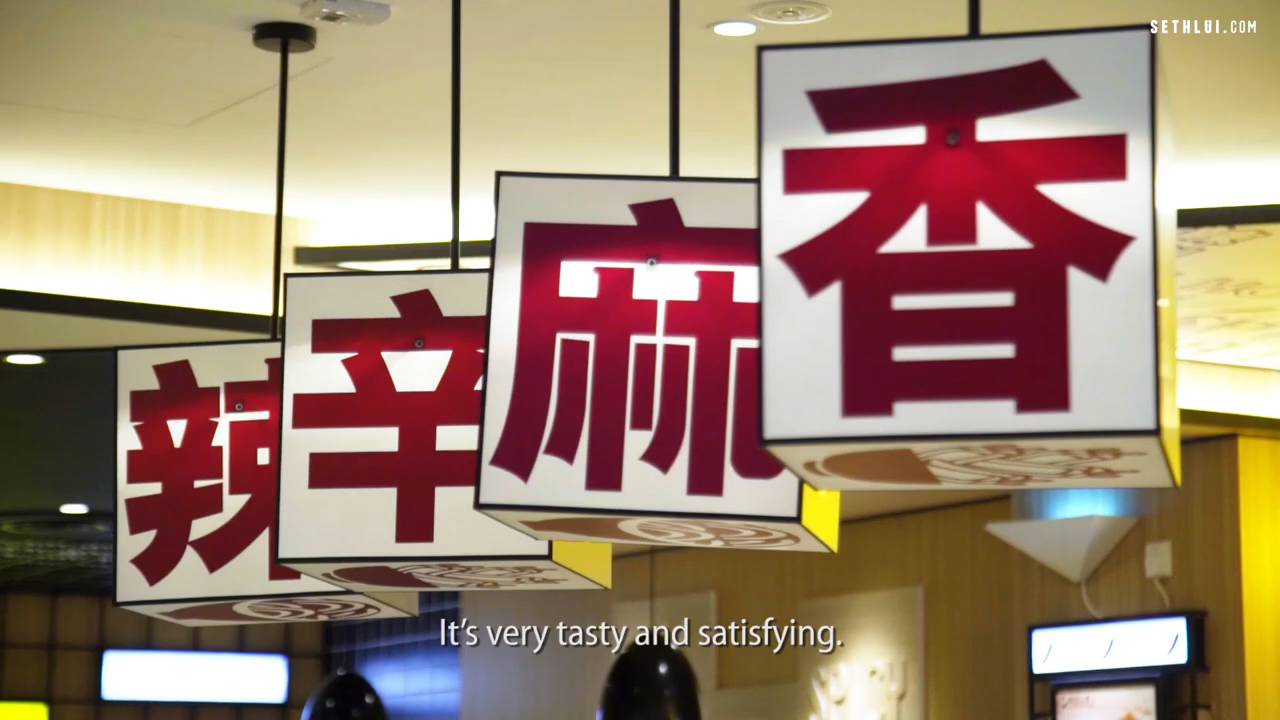 SETHLUI.COM
辣 辛 麻 香
It's very tasty and satisfying.